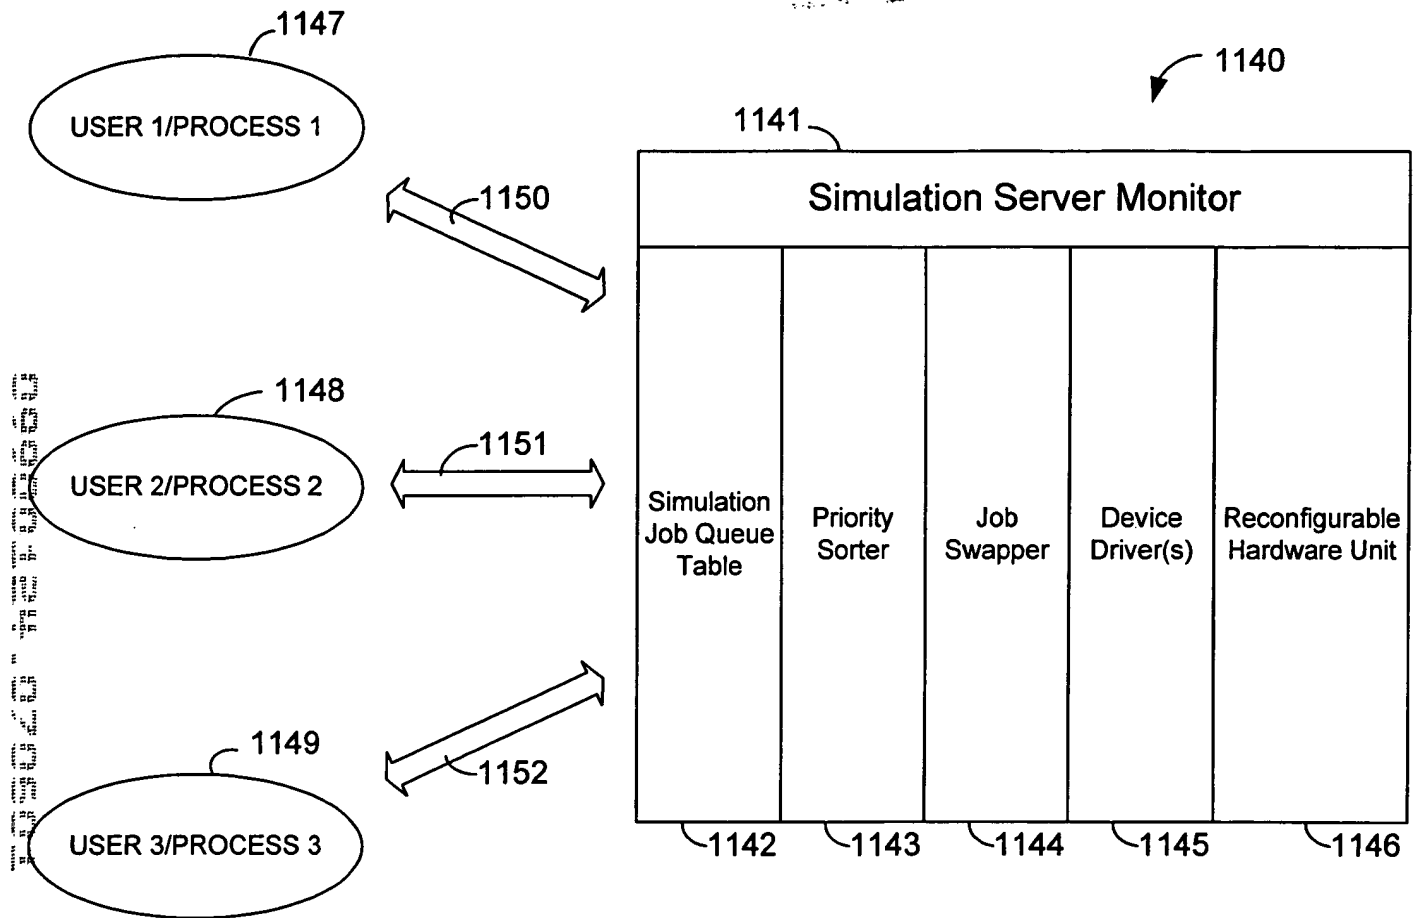 1147
USER 1/PROCESS 1
1140
1141
Simulation Server Monitor
1150
1148
USER 2/PROCESS 2
1151
Simulation
Job Queue
Table
Priority
Sorter
Job
Swapper
Device
Driver(s)
Reconfigurable
Hardware Unit
1149
USER 3/PROCESS 3
1152
1142
1143
1144
1145
1146